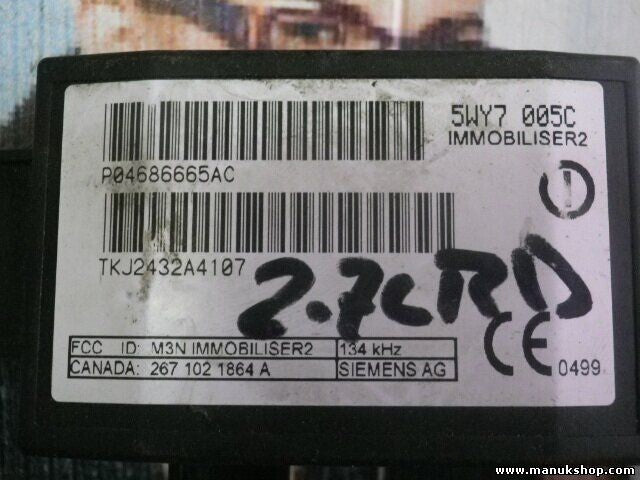 5WY7 005C
IMMOBILISER2
P04686665AC
TKJ2432A4107
2.7CRD
FCC ID: M3N IMMOBILISER2 134 kHz
CANADA: 267 102 1864 A SIEMENS AG
CE 0499
www.manukshop.com